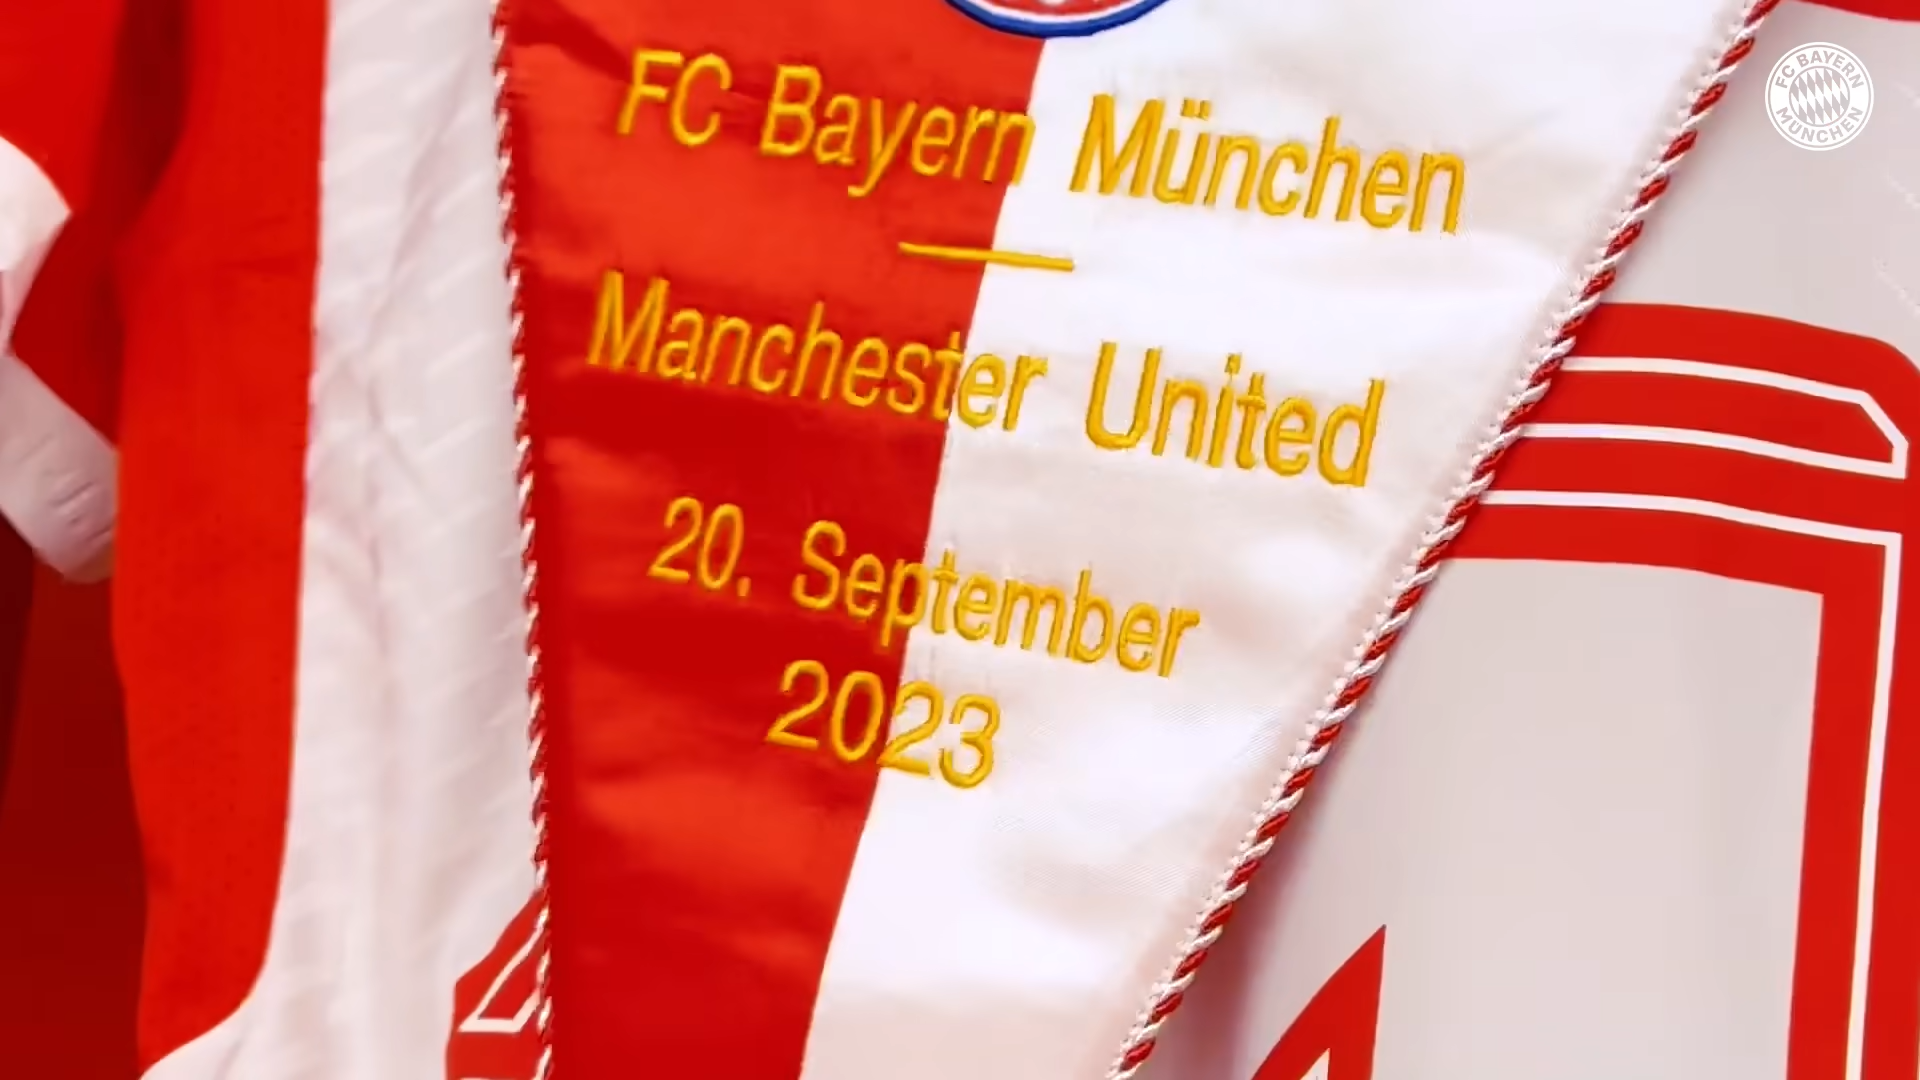 FC Bayern München
—
Manchester United
20. September
2023
FC BAYERN
MÜNCHEN